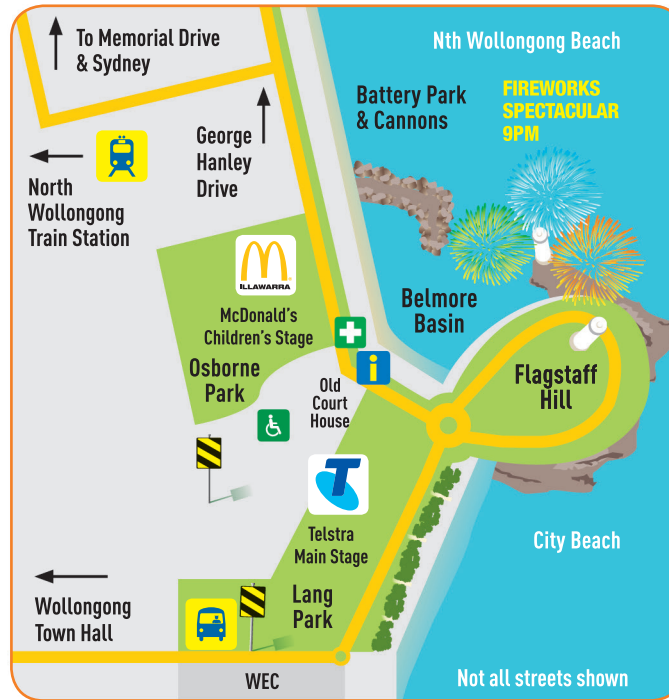 To Memorial Drive
& Sydney
Nth Wollongong Beach
Battery Park
& Cannons
FIREWORKS
SPECTACULAR
9PM
George
Hanley
Drive
North
Wollongong
Train Station
ILLAWARRA
McDonald's
Children's Stage
Osborne
Park
Belmore
Basin
i
Old
Court
House
Flagstaff
Hill
T
Telstra
Main Stage
City Beach
Wollongong
Town Hall
Lang
Park
WEC
Not all streets shown